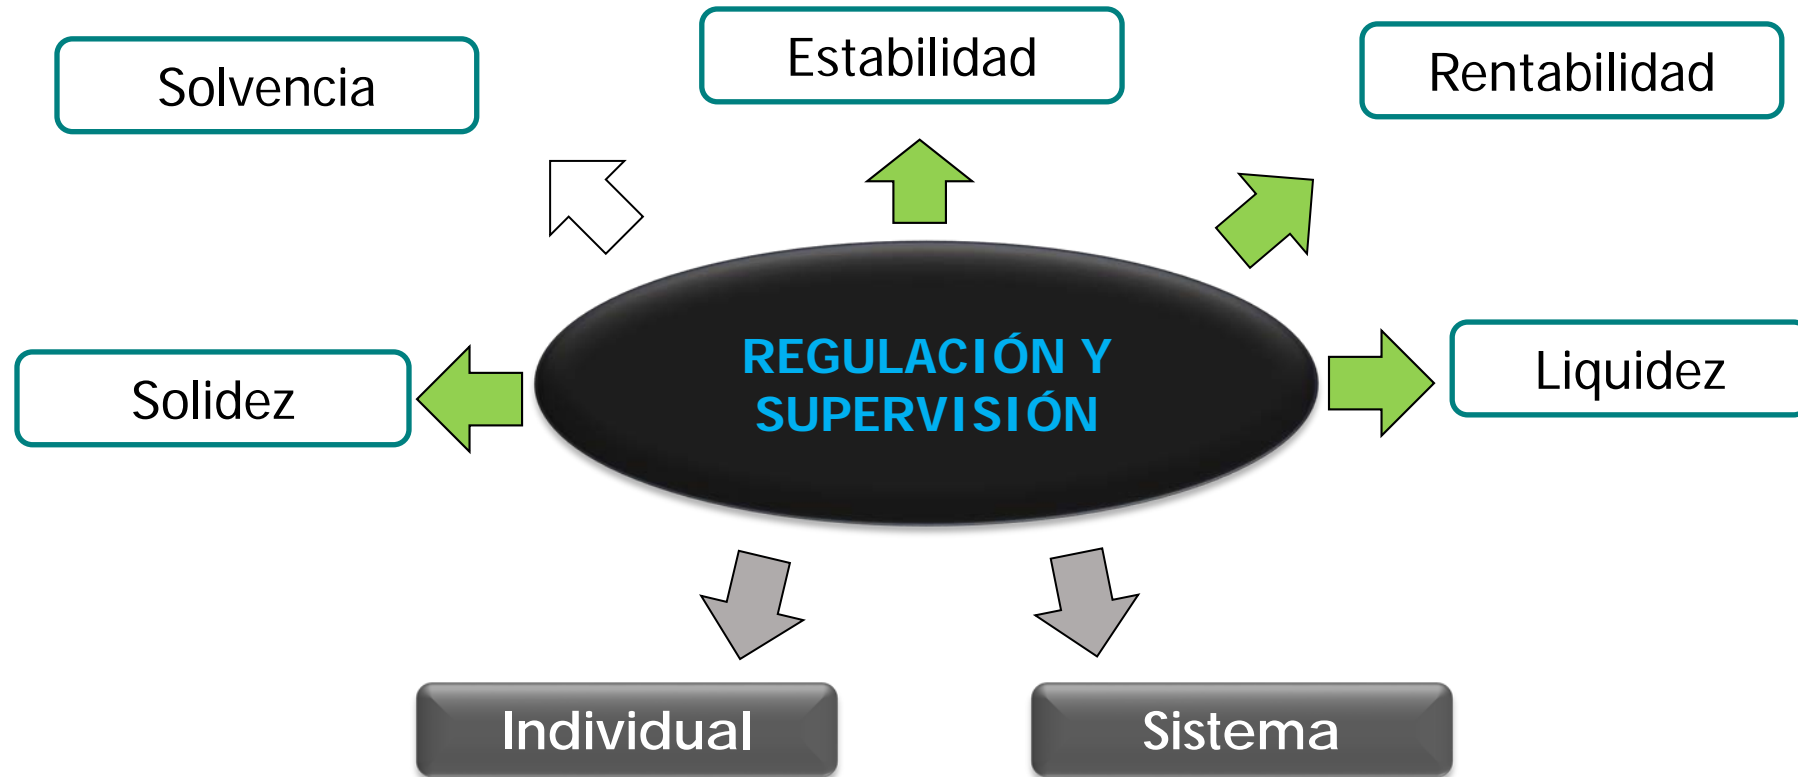 Solvencia
Estabilidad
Rentabilidad
Solidez
REGULACIÓN Y
SUPERVISIÓN
Liquidez
Individual
Sistema